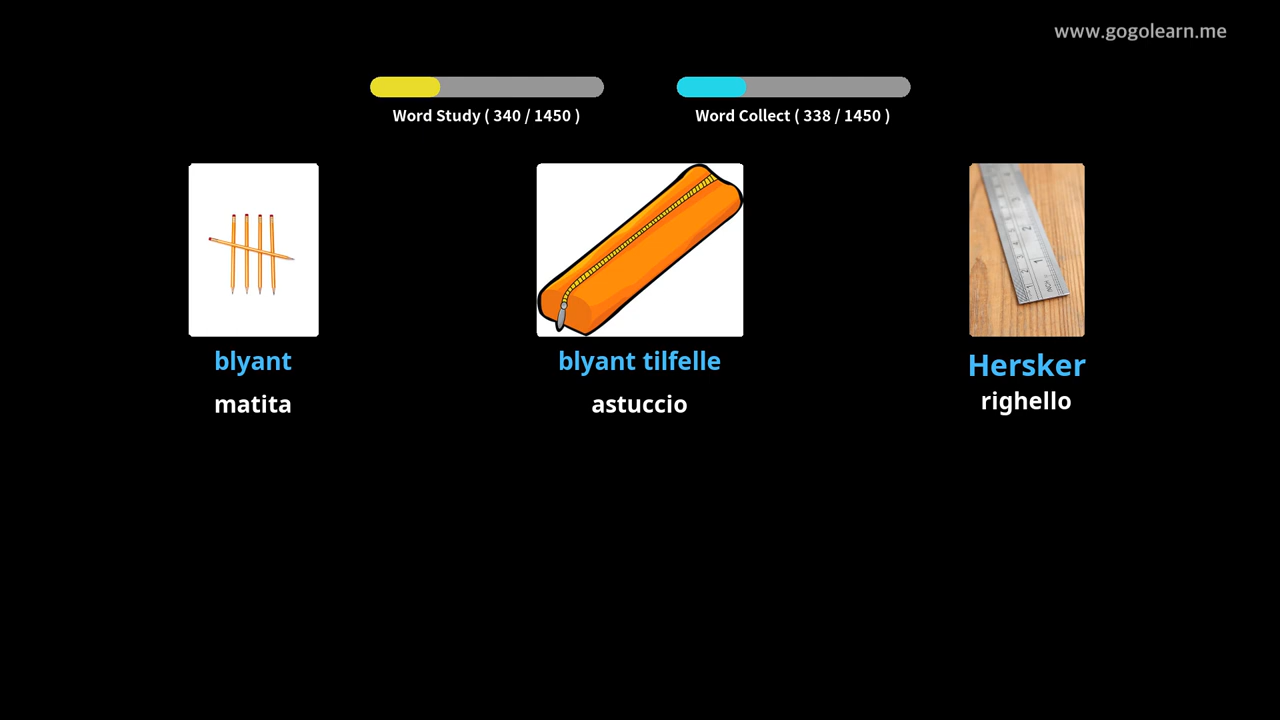 www.gogolearn.me
Word Study ( 340 / 1450 )
Word Collect ( 338 / 1450 )
blyant
matita
blyant tilfelle
astuccio
Hersker
righello